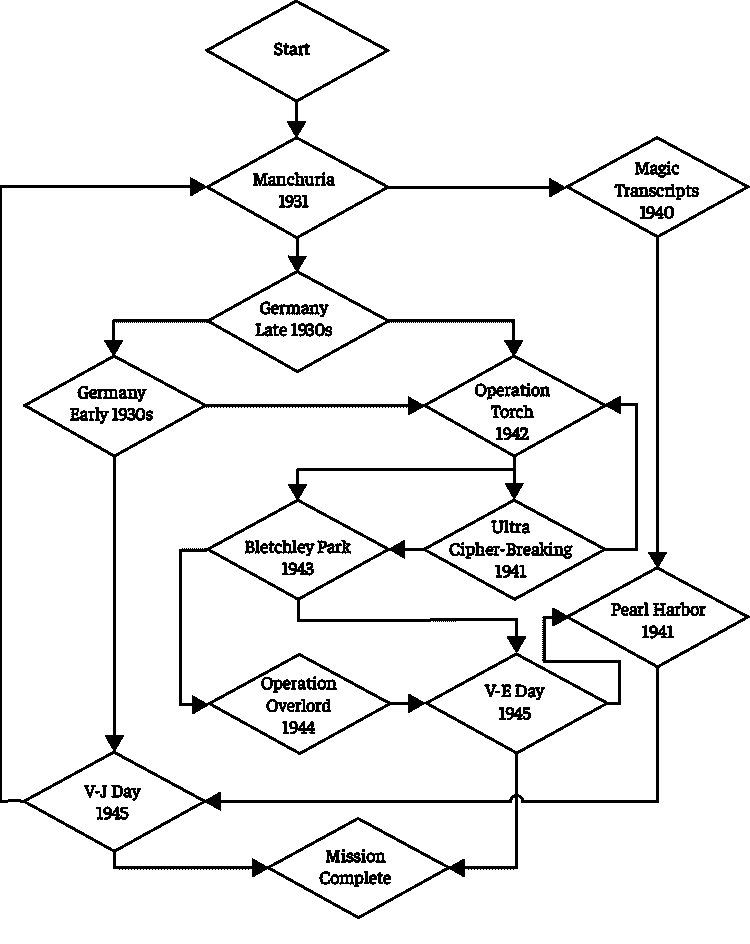 Start
Manchuria
1931
Magic
Transcripts
1940
Germany
Late 1930s
Germany
Early 1930s
Operation
Torch
1942
Bletchley Park
1943
Ultra
Cipher-Breaking
1941
Pearl Harbor
1941
Operation
Overlord
1944
V-E Day
1945
V-J Day
1945
Mission
Complete